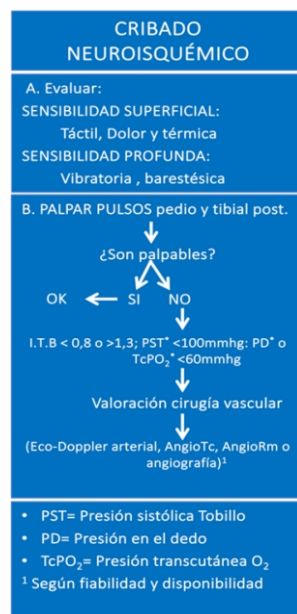 CRIBADO
NEUROISQUÉMICO
A. Evaluar:
SENSIBILIDAD SUPERFICIAL:
Táctil, Dolor y térmica
SENSIBILIDAD PROFUNDA:
Vibratoria , barestésica
B. PALPAR PULSOS pedio y tibial post.
¿Son palpables?
OK SI NO
I.T.B < 0,8 o >1,3; PST* <100mmhg: PD* o
TcPO₂* <60mmhg
Valoración cirugía vascular
(Eco-Doppler arterial, AngioTc, AngioRm o
angiografía)¹
• PST= Presión sistólica Tobillo
• PD= Presión en el dedo
• TcPO₂= Presión transcutánea O₂
¹ Según fiabilidad y disponibilidad